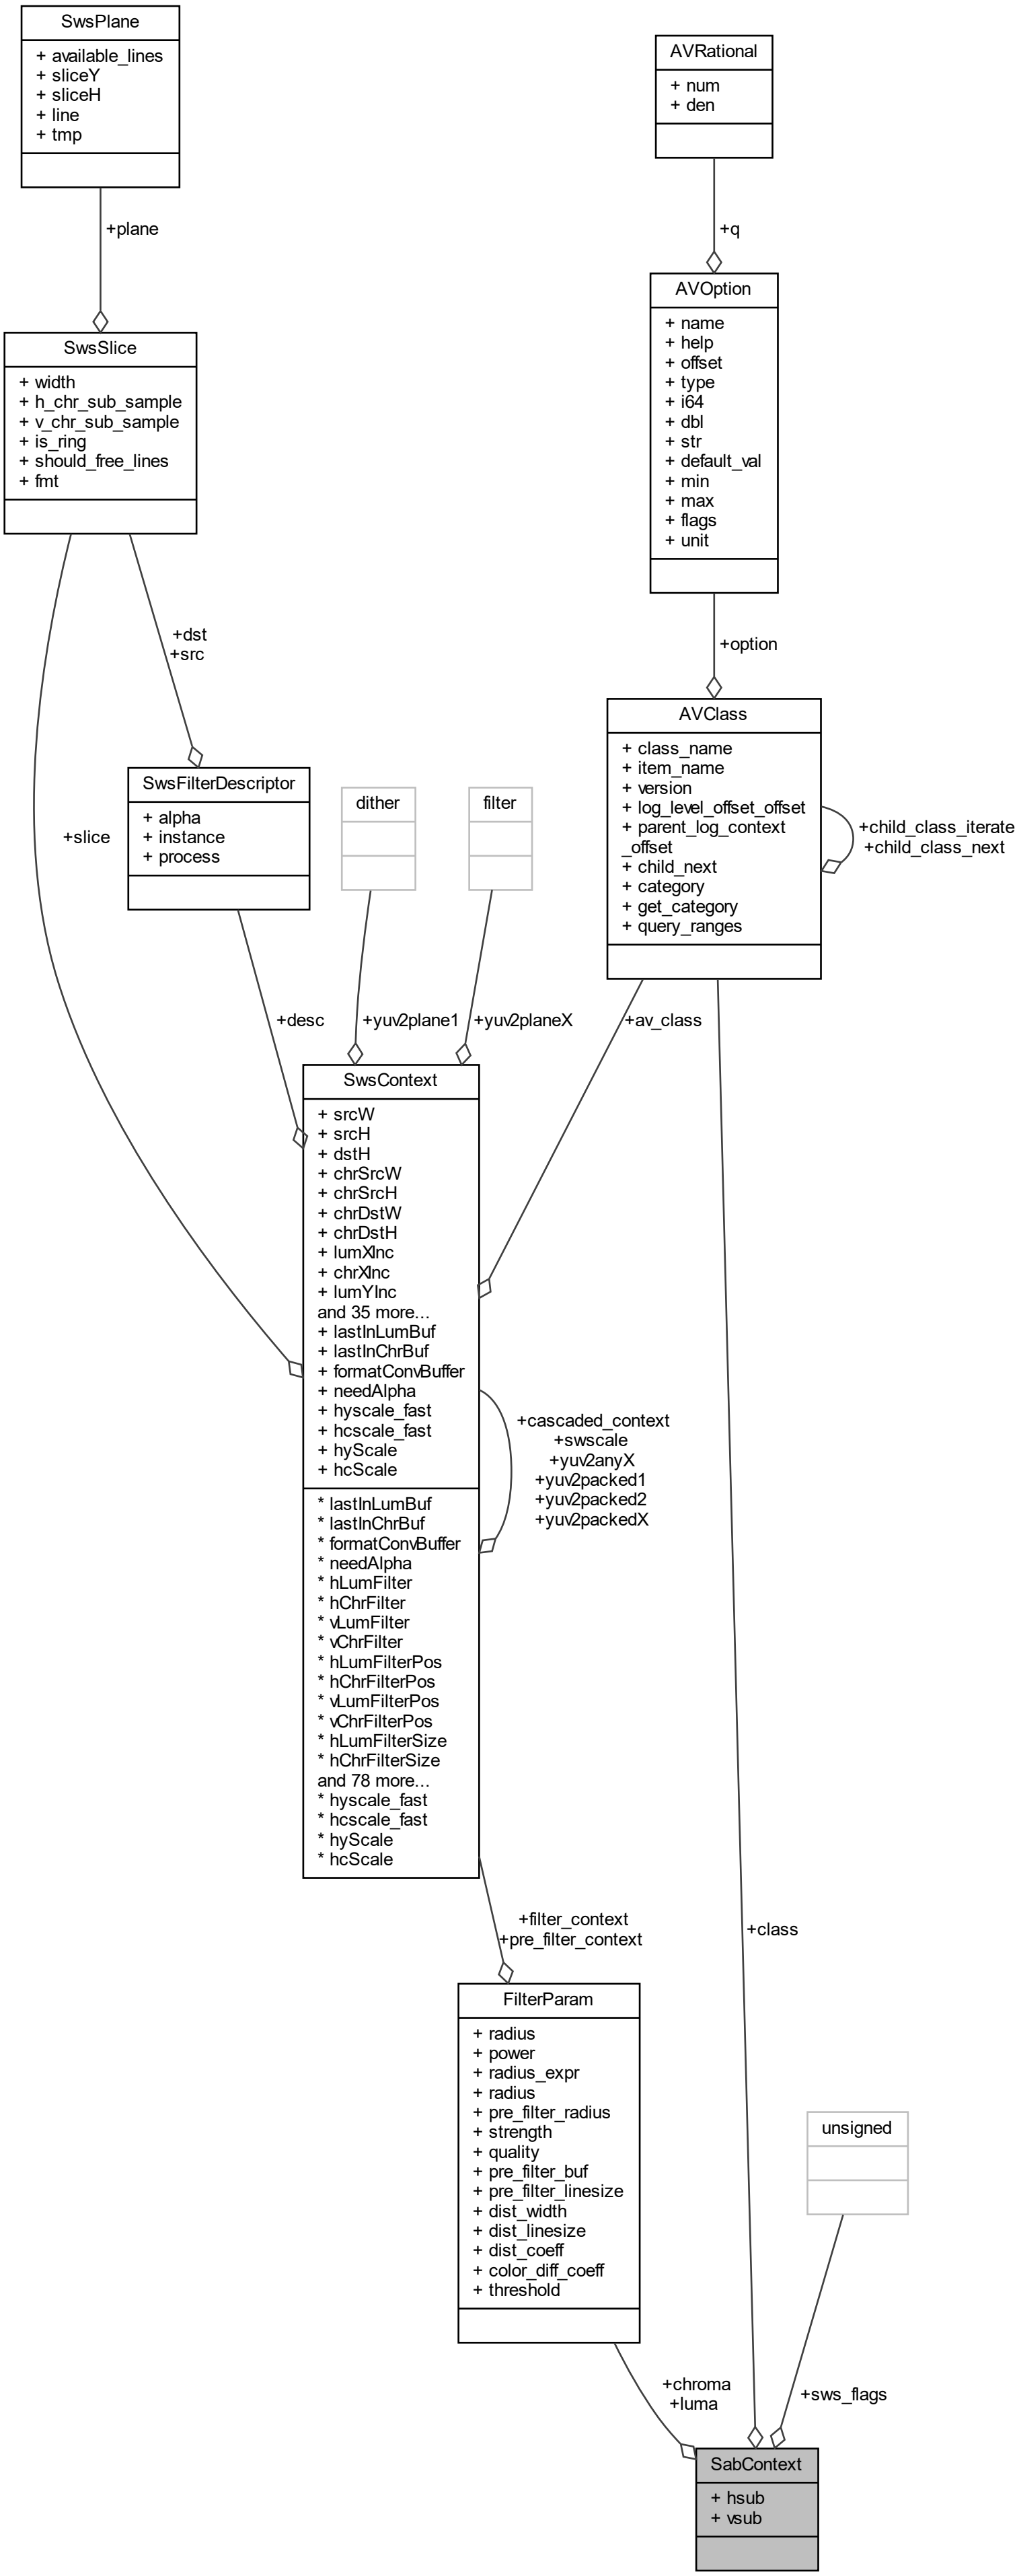 SwsPlane
+ available_lines
+ sliceY
+ sliceH
+ line
+ tmp
AVRational
+ num
+ den
+plane
+q
SwsSlice
+ width
+ h_chr_sub_sample
+ v_chr_sub_sample
+ is_ring
+ should_free_lines
+ fmt
AVOption
+ name
+ help
+ offset
+ type
+ i64
+ dbl
+ str
+ default_val
+ min
+ max
+ flags
+ unit
+dst
+src
+option
+slice
SwsFilterDescriptor
+ alpha
+ instance
+ process
dither
filter
AVClass
+ class_name
+ item_name
+ version
+ log_level_offset_offset
+ parent_log_context
_offset
+ child_next
+ category
+ get_category
+ query_ranges
+child_class_iterate
+child_class_next
+desc
+yuv2plane1
+yuv2planeX
+av_class
SwsContext
+ srcW
+ srcH
+ dstH
+ chrSrcW
+ chrSrcH
+ chrDstW
+ chrDstH
+ lumXInc
+ chrXInc
+ lumYInc
and 35 more...
+ lastInLumBuf
+ lastInChrBuf
+ formatConvBuffer
+ needAlpha
+ hyscale_fast
+ hcscale_fast
+ hyScale
+ hcScale
* lastInLumBuf
* lastInChrBuf
* formatConvBuffer
* needAlpha
* hLumFilter
* hChrFilter
* vLumFilter
* vChrFilter
* hLumFilterPos
* hChrFilterPos
* vLumFilterPos
* vChrFilterPos
* hLumFilterSize
* hChrFilterSize
and 78 more...
* hyscale_fast
* hcscale_fast
* hyScale
* hcScale
+cascaded_context
+swscale
+yuv2anyX
+yuv2packed1
+yuv2packed2
+yuv2packedX
+filter_context
+pre_filter_context
+class
FilterParam
+ radius
+ power
+ radius_expr
+ radius
+ pre_filter_radius
+ strength
+ quality
+ pre_filter_buf
+ pre_filter_linesize
+ dist_width
+ dist_linesize
+ dist_coeff
+ color_diff_coeff
+ threshold
unsigned
+chroma
+luma
+sws_flags
SabContext
+ hsub
+ vsub